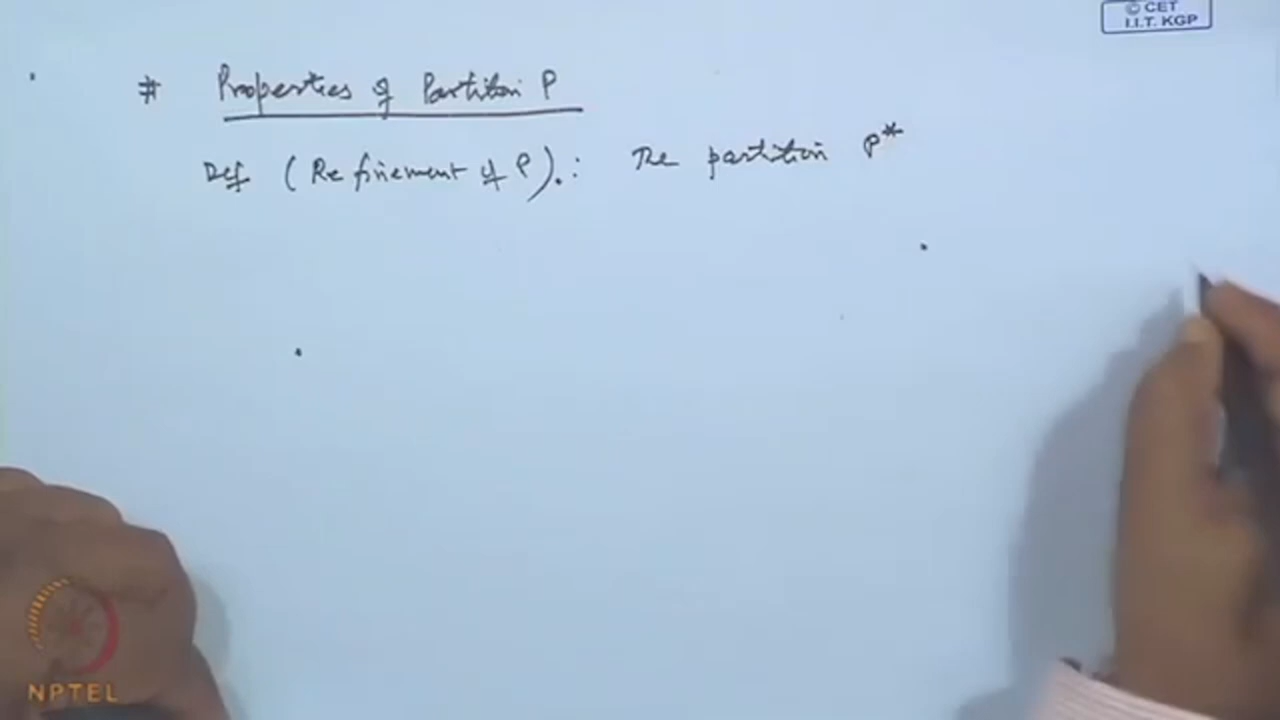 © CET
I.I.T. KGP
# Properties of Partition P
Def (Refinement of P).: The partition P*
NPTEL